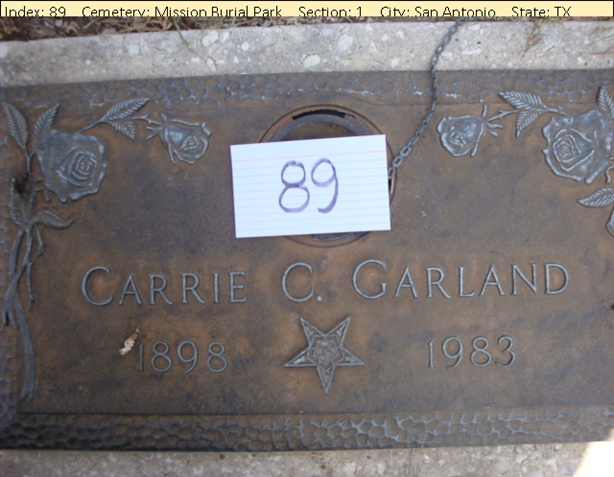 Index: 89 Cemetery: Mission Burial Park Section: 1 City: San Antonio State: TX
89
CARRIE C. GARLAND
1898 1983